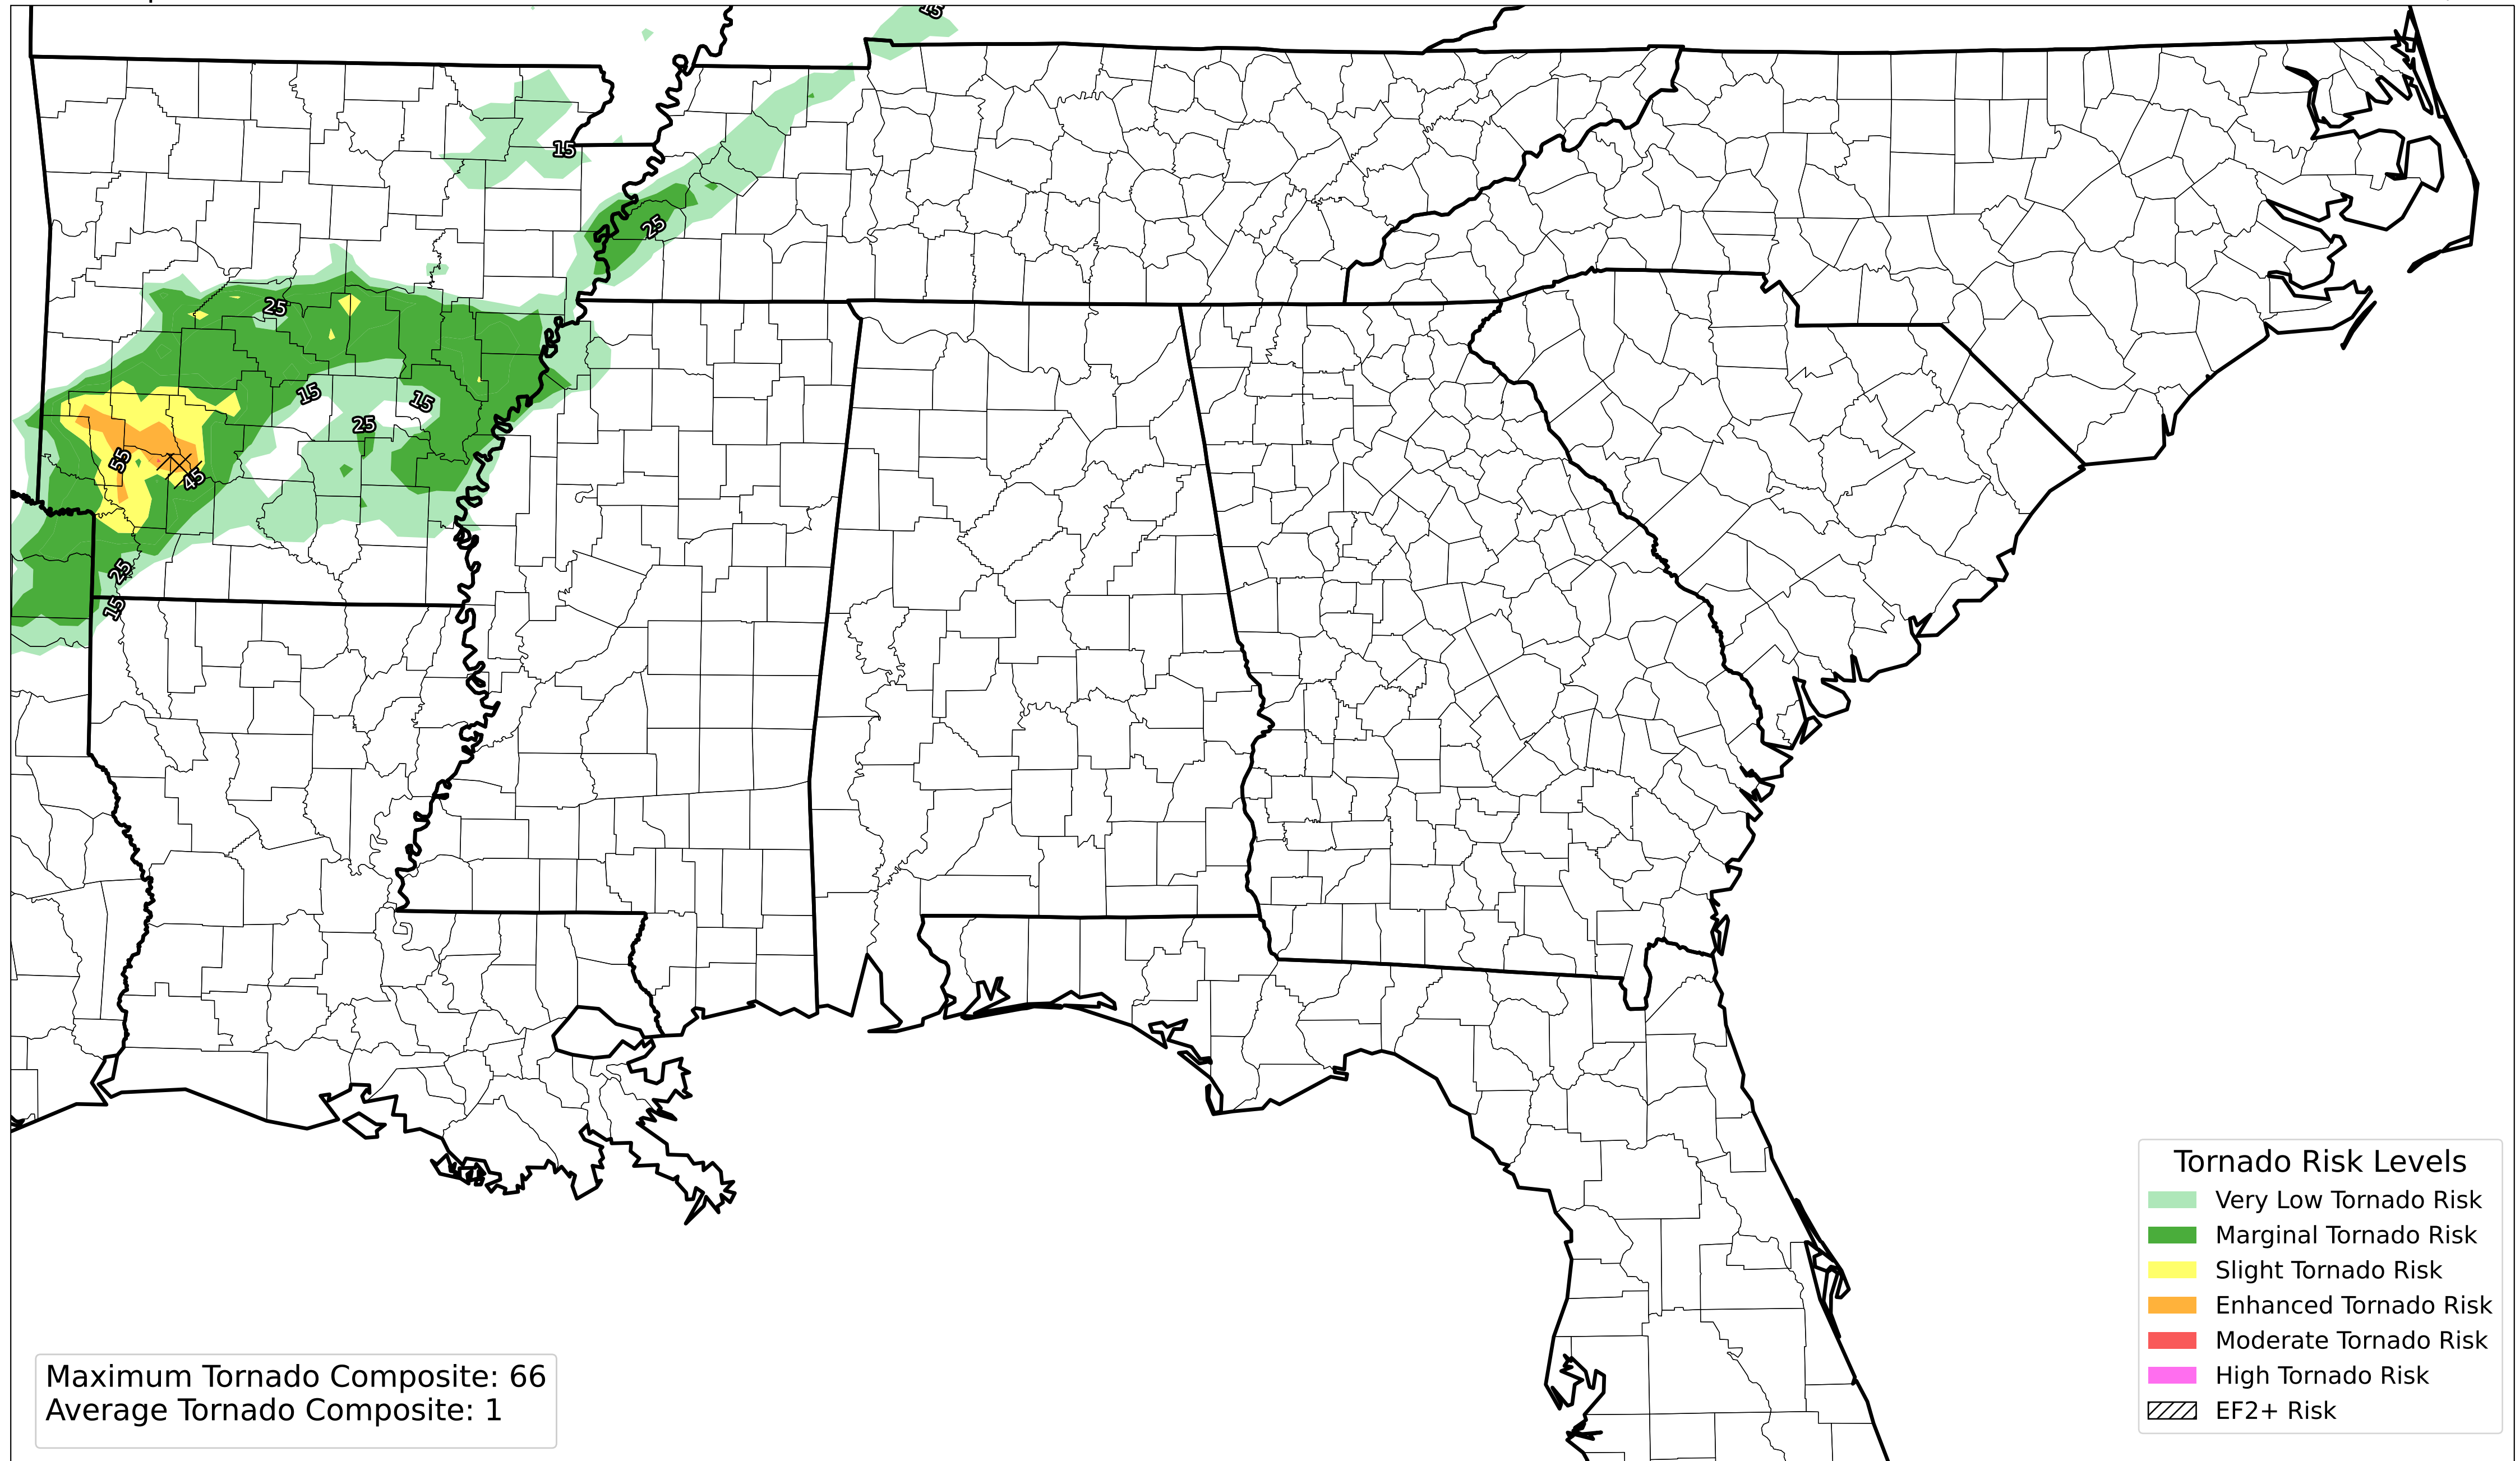 15
15
25
25
15
15
25
55
45
25
15
Tornado Risk Levels
Very Low Tornado Risk
Marginal Tornado Risk
Slight Tornado Risk
Enhanced Tornado Risk
Moderate Tornado Risk
High Tornado Risk
EF2+ Risk
Maximum Tornado Composite: 66
Average Tornado Composite: 1